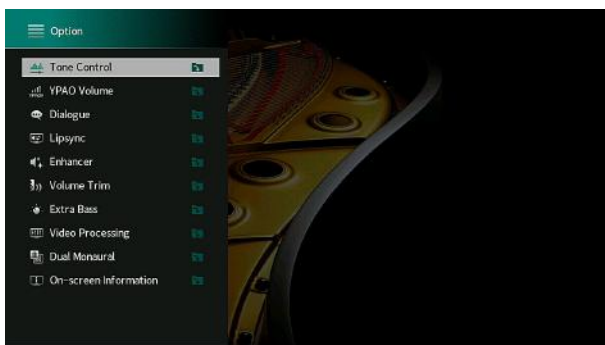 Option
Tone Control
YPAO Volume
Dialogue
Lipsync
Enhancer
Volume Trim
Extra Bass
Video Processing
Dual Monaural
On-screen Information